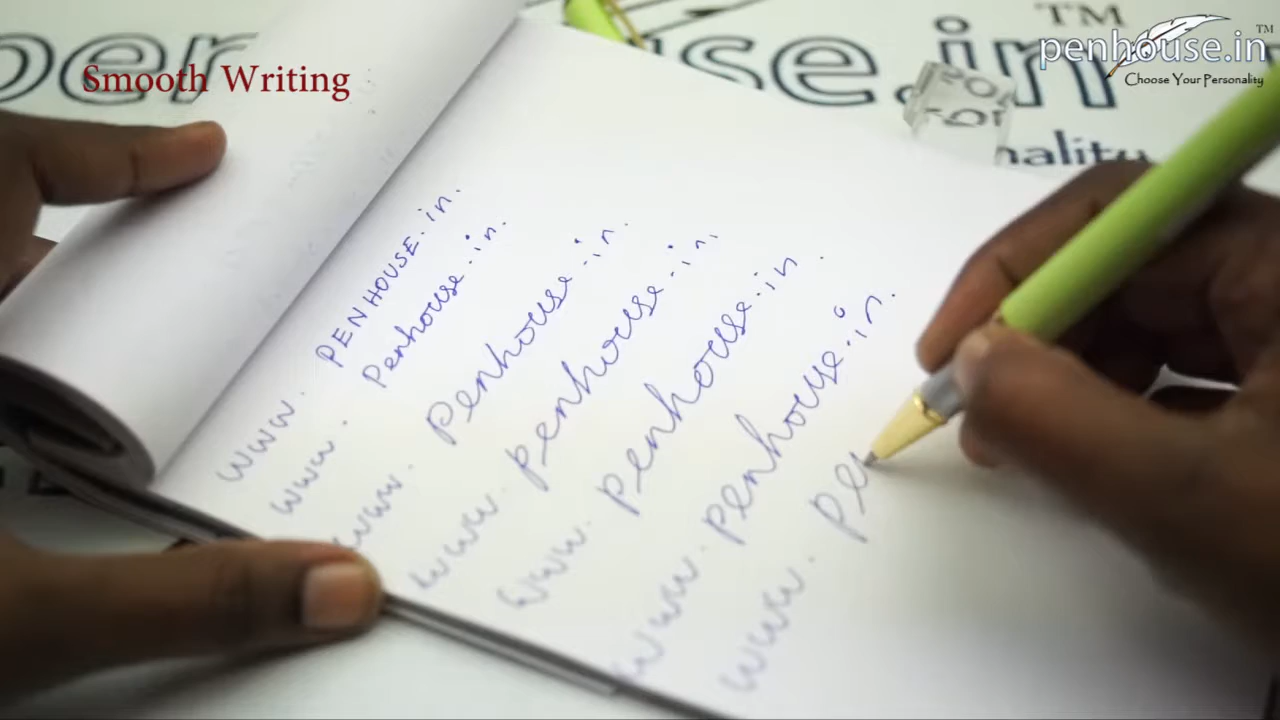 Smooth Writing
penhouse.in
TM
Choose Your Personality
TM
www. PENHOUSE.in.
www. Penhouse.in.
www. Penhouse.in.
www. penhouse.in.
www. penhouse.in.
www. penhouse.in.
www. pe